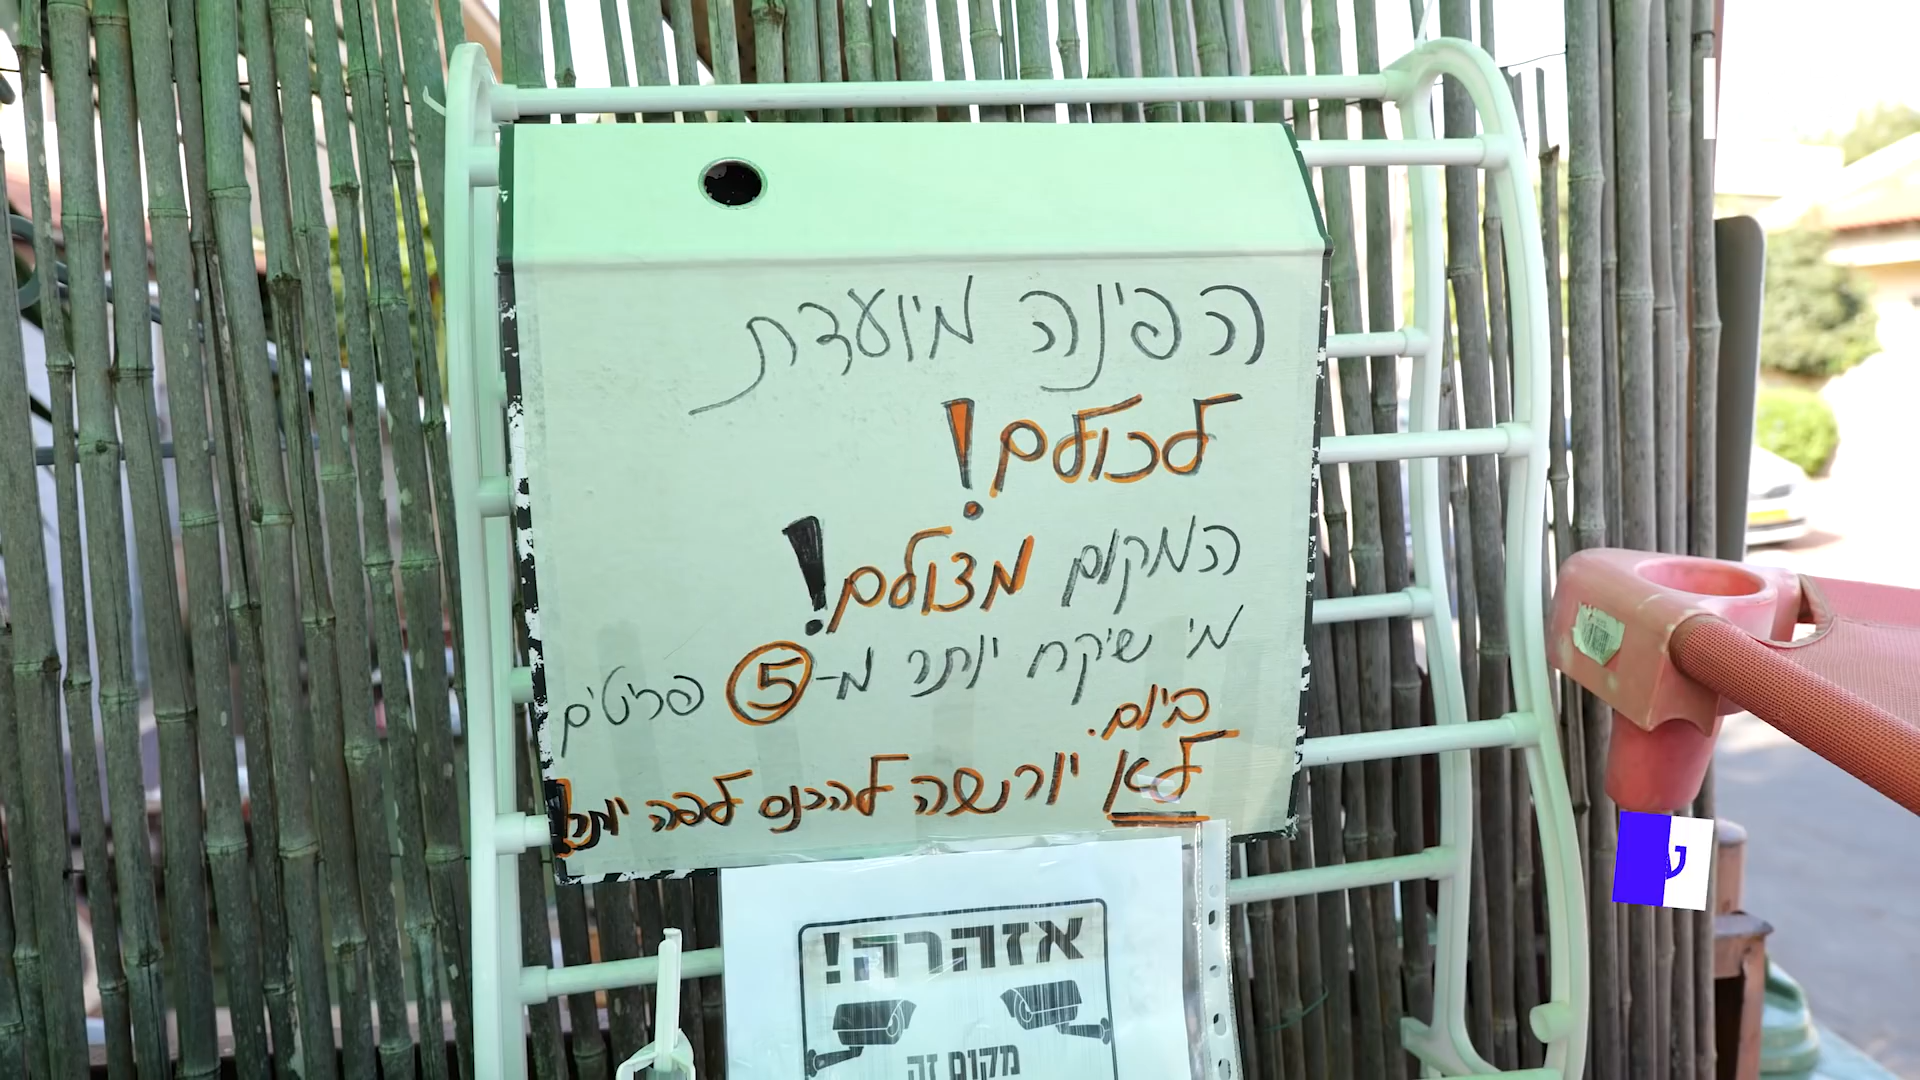 הפינה מיועדת
לכולם!
המקום מצולם!
מי שיקח יותר מ-5 פריטים
ביום.
לא יורשה להכנס לפה יותר
אזהרה!
מקום זה